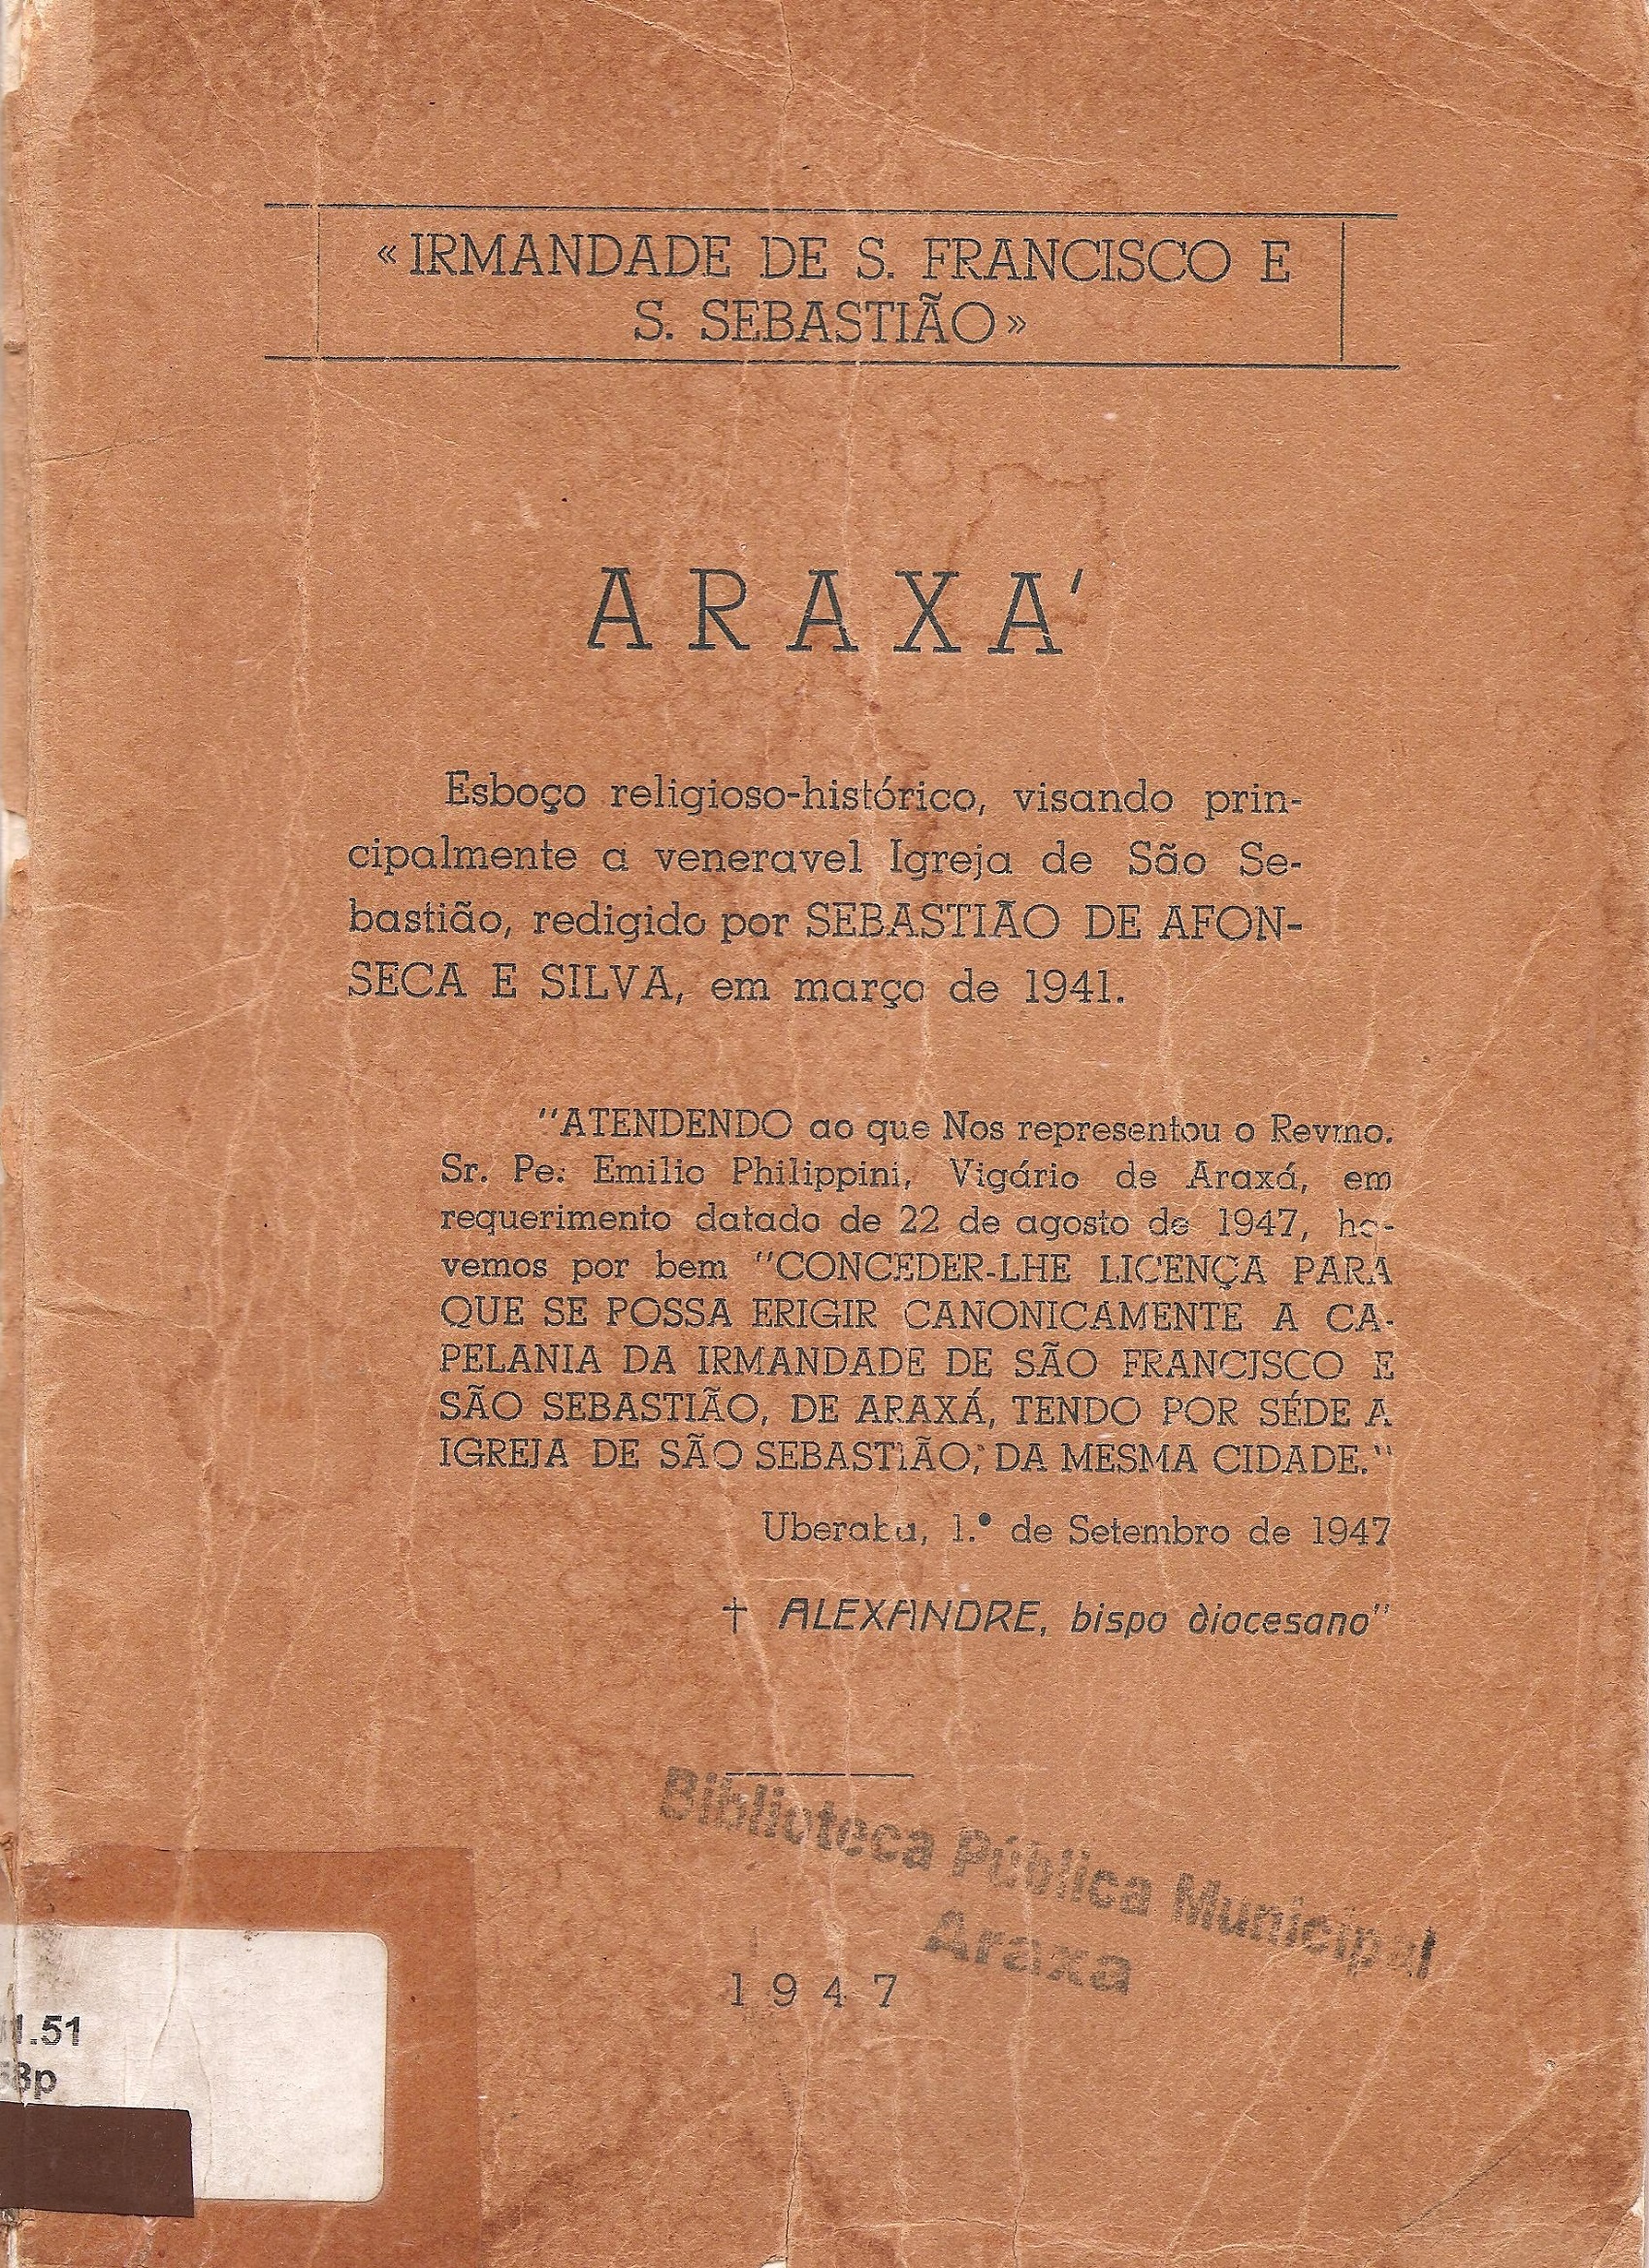 «IRMANDADE DE S. FRANCISCO E
S. SEBASTIÃO»
ARAXA'
Esboço religioso-histórico, visando prin-
cipalmente a veneravel Igreja de São Se-
bastião, redigido por SEBASTIÃO DE AFON-
SECA E SILVA, em março de 1941.
"ATENDENDO ao que Nos representou o Revmo.
Sr. Pe. Emilio Philippini, Vigário de Araxá, em
requerimento datado de 22 de agosto de 1947, ha-
vemos por bem "CONCEDER-LHE LICENÇA PARA
QUE SE POSSA ERIGIR CANONICAMENTE A CA-
PELANIA DA IRMANDADE DE SÃO FRANCISCO E
SÃO SEBASTIÃO, DE ARAXÁ, TENDO POR SÉDE A
IGREJA DE SÃO SEBASTIÃO, DA MESMA CIDADE."
Uberaba, 1.º de Setembro de 1947
† ALEXANDRE, bispo diocesano"
Biblioteca Pública Municipal
Araxa
1947
1.51
8p